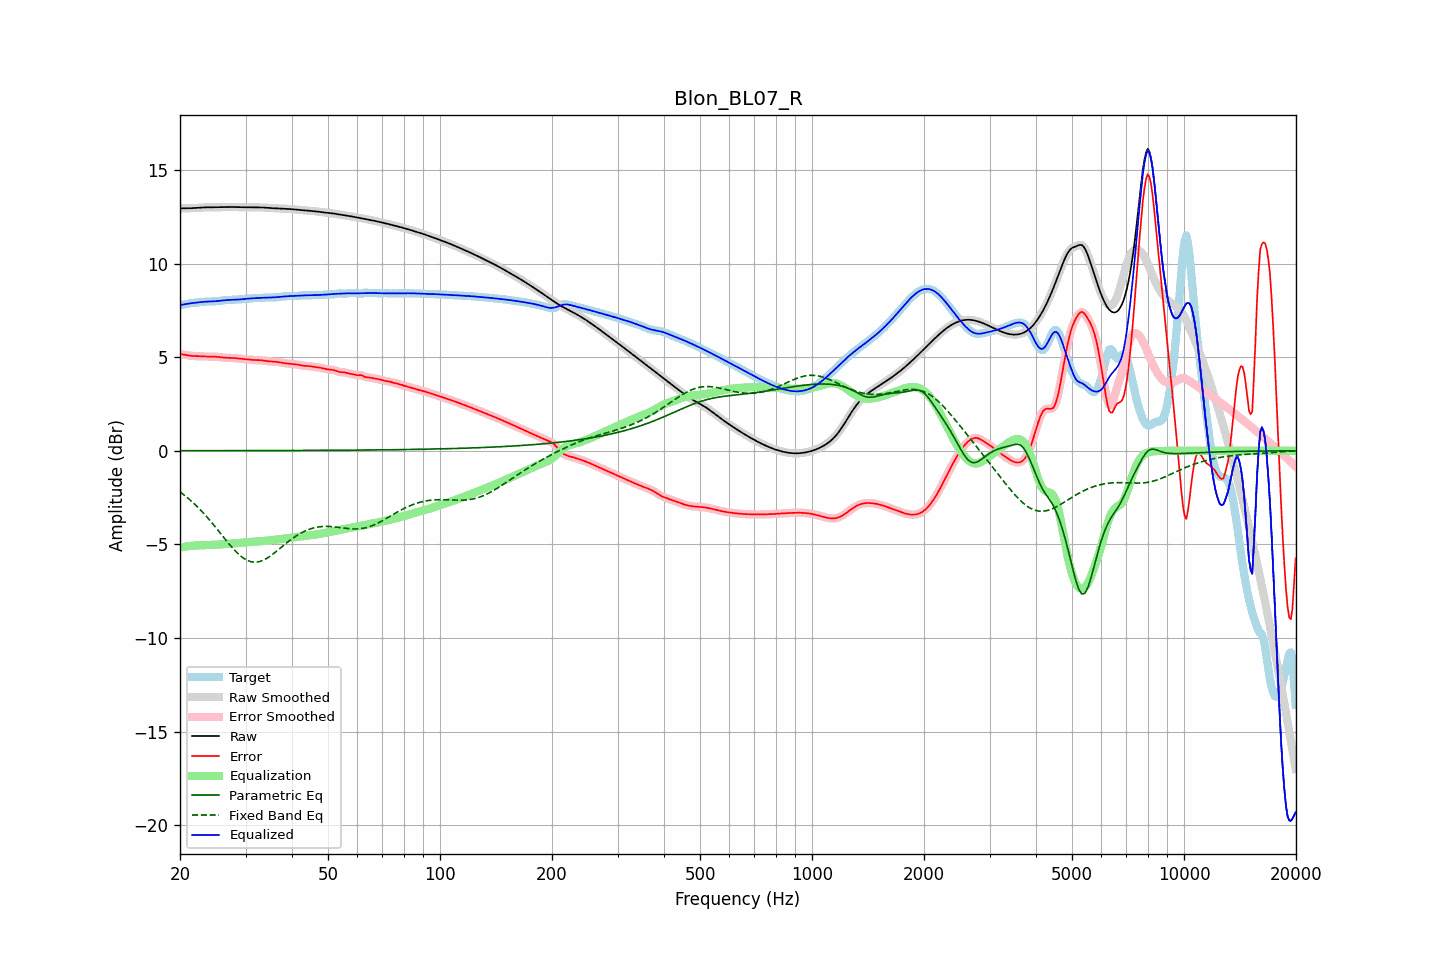 Blon_BL07_R
Amplitude (dBr)
15
10
5
0
−5
−10
−15
−20
Target
Raw Smoothed
Error Smoothed
Raw
Error
Equalization
Parametric Eq
Fixed Band Eq
Equalized
20 50 100 200 500 1000 2000 5000 10000 20000
Frequency (Hz)